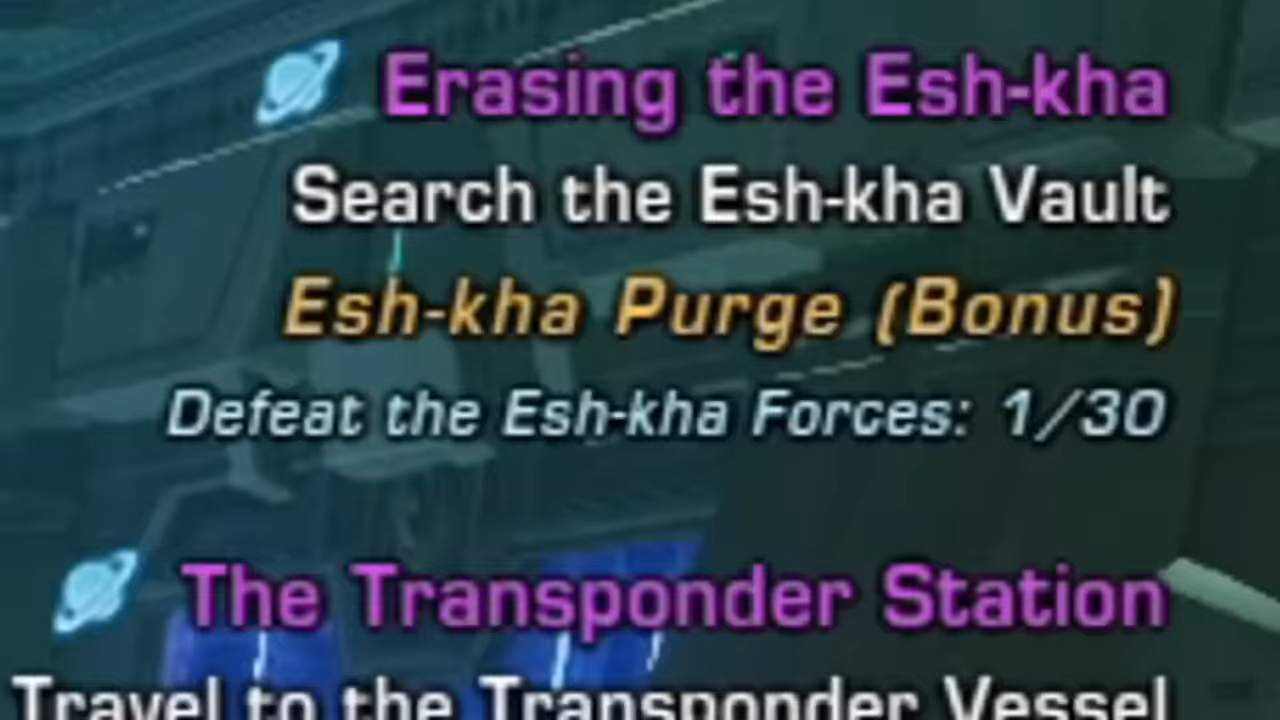 Erasing the Esh-kha
Search the Esh-kha Vault
Esh-kha Purge (Bonus)
Defeat the Esh-kha Forces: 1/30
The Transponder Station
Travel to the Transponder Vessel